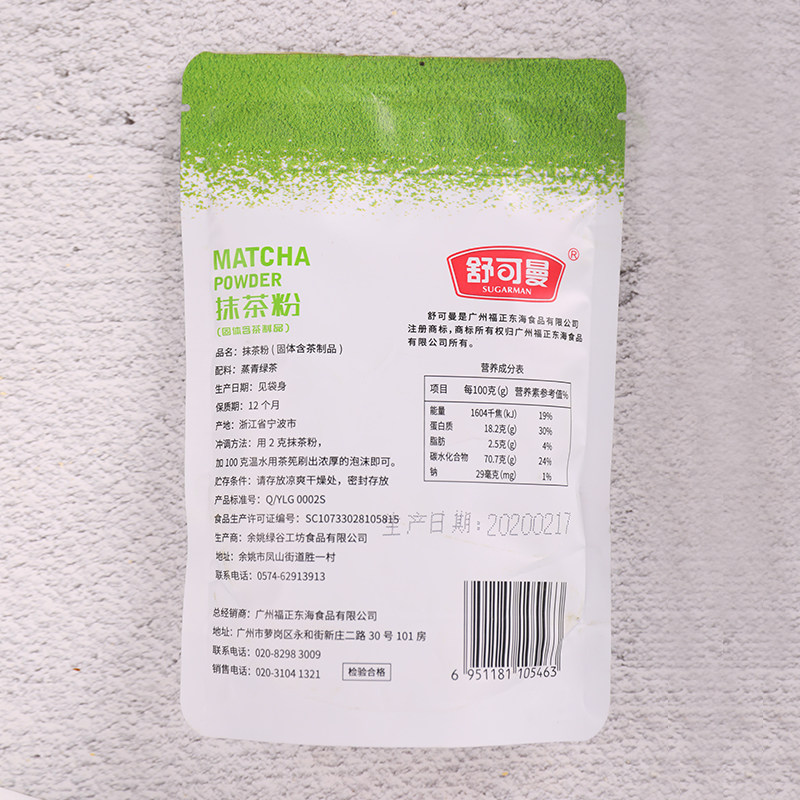 MATCHA
POWDER
抹茶粉
(固体含茶制品)
品名：抹茶粉（固体含茶制品）
配料：蒸青绿茶
生产日期：见袋身
保质期：12个月
产地：浙江省宁波市
冲调方法：用2克抹茶粉，
加100克温水用茶筅刷出浓厚的泡沫即可。
贮存条件：请存放凉爽干燥处，密封存放
产品标准号：Q/YLG 0002S
食品生产许可证编号：SC10733028105815
生产商：余姚绿谷工坊食品有限公司
地址：余姚市凤山街道胜一村
联系电话：0574-62913913
总经销商：广州福正东海食品有限公司
地址：广州市萝岗区永和街新庄二路30号101房
联系电话：020-8298 3009
销售电话：020-3104 1321
检验合格
舒可曼®
SUGARMAN
舒可曼是广州福正东海食品有限公司
注册商标，商标所有权归广州福正东海食品
有限公司所有。
营养成分表
项目 每100克(g) 营养素参考值%
能量 1604千焦(kJ) 19%
蛋白质 18.2克(g) 30%
脂肪 2.5克(g) 4%
碳水化合物 70.7克(g) 24%
钠 29毫克(mg) 1%
生产日期：20200217
6 951181 105463